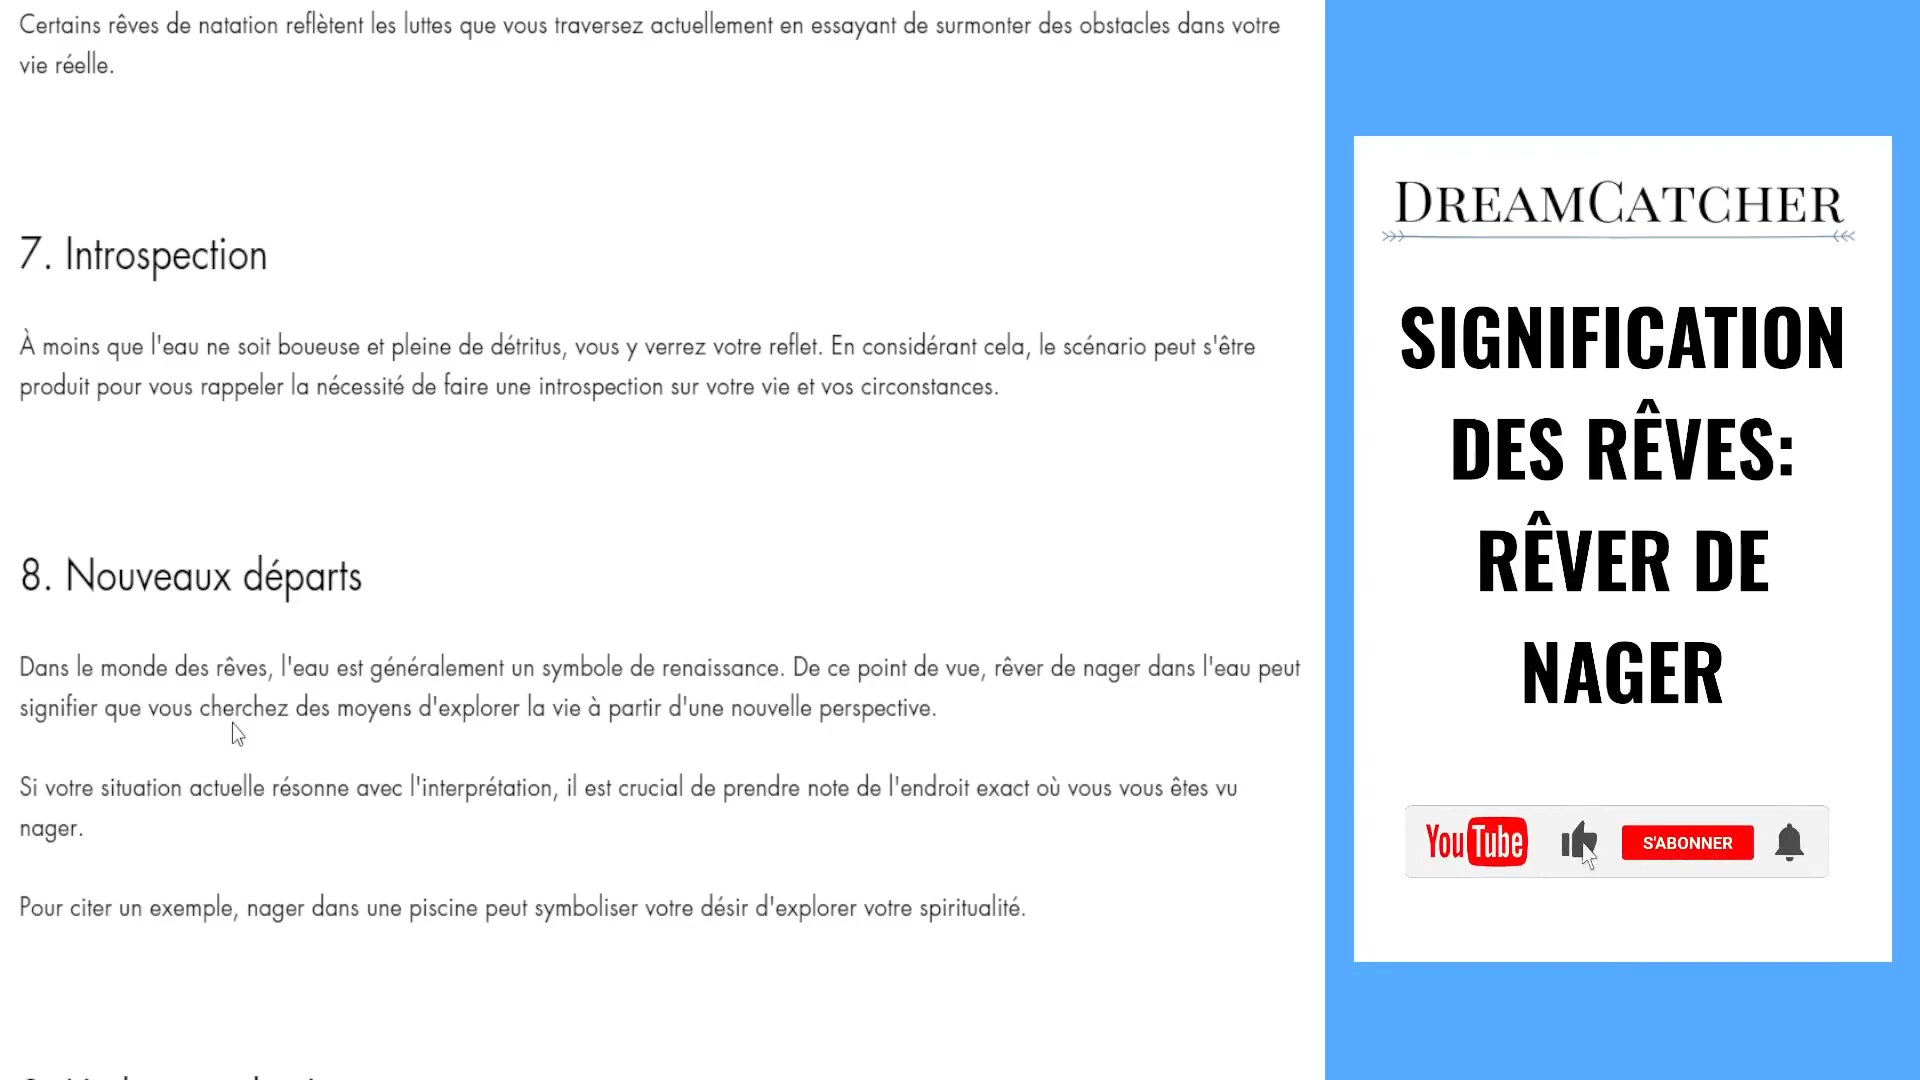 Certains rêves de natation reflètent les luttes que vous traversez actuellement en essayant de surmonter des obstacles dans votre
vie réelle.
7. Introspection
À moins que l'eau ne soit boueuse et pleine de détritus, vous y verrez votre reflet. En considérant cela, le scénario peut s'être
produit pour vous rappeler la nécessité de faire une introspection sur votre vie et vos circonstances.
8. Nouveaux départs
Dans le monde des rêves, l'eau est généralement un symbole de renaissance. De ce point de vue, rêver de nager dans l'eau peut
signifier que vous cherchez des moyens d'explorer la vie à partir d'une nouvelle perspective.
Si votre situation actuelle résonne avec l'interprétation, il est crucial de prendre note de l'endroit exact où vous vous êtes vu
nager.
Pour citer un exemple, nager dans une piscine peut symboliser votre désir d'explorer votre spiritualité.
DREAMCATCHER
SIGNIFICATION
DES RÊVES:
RÊVER DE
NAGER
YouTube
S'ABONNER